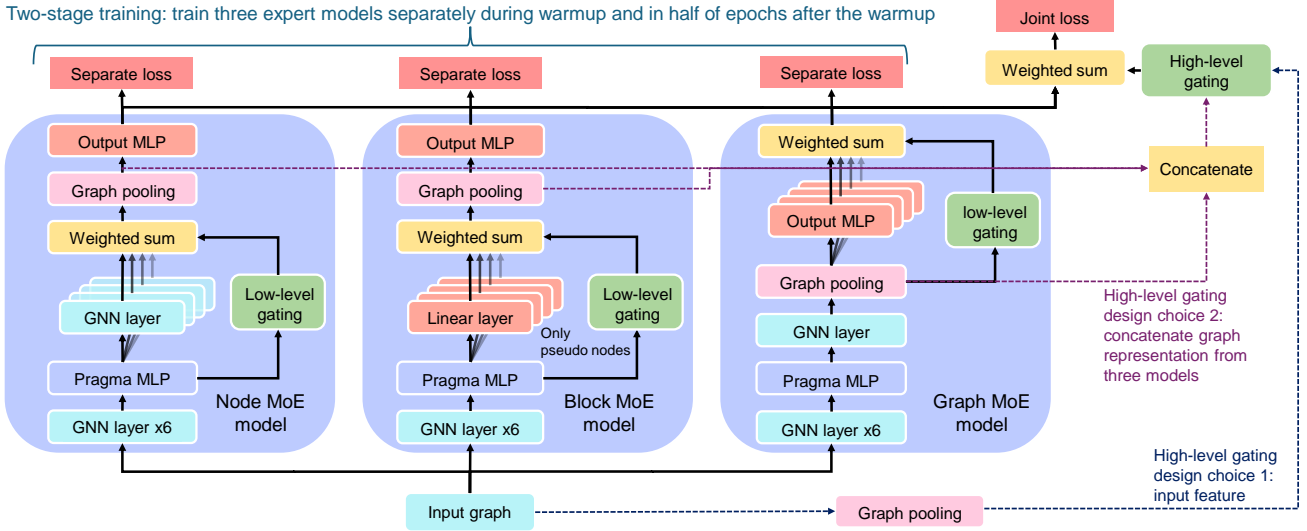 Two-stage training: train three expert models separately during warmup and in half of epochs after the warmup
Joint loss
Separate loss
Separate loss
Separate loss
Weighted sum
High-level
gating
Output MLP
Graph pooling
Weighted sum
GNN layer
Low-level
gating
Pragma MLP
GNN layer x6
Node MoE
model
Output MLP
Graph pooling
Weighted sum
Linear layer
Low-level
gating
Only
pseudo nodes
Pragma MLP
GNN layer x6
Block MoE
model
Weighted sum
Output MLP
low-level
gating
Graph pooling
GNN layer
Pragma MLP
GNN layer x6
Graph MoE
model
Concatenate
High-level gating
design choice 2:
concatenate graph
representation from
three models
High-level gating
design choice 1:
input feature
Input graph
Graph pooling